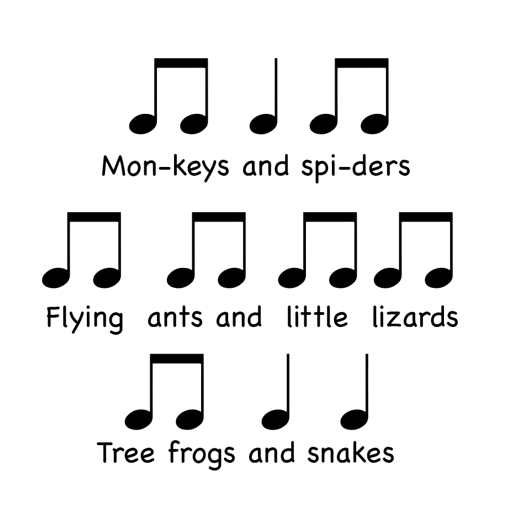 Mon-keys and spi-ders
Flying ants and little lizards
Tree frogs and snakes